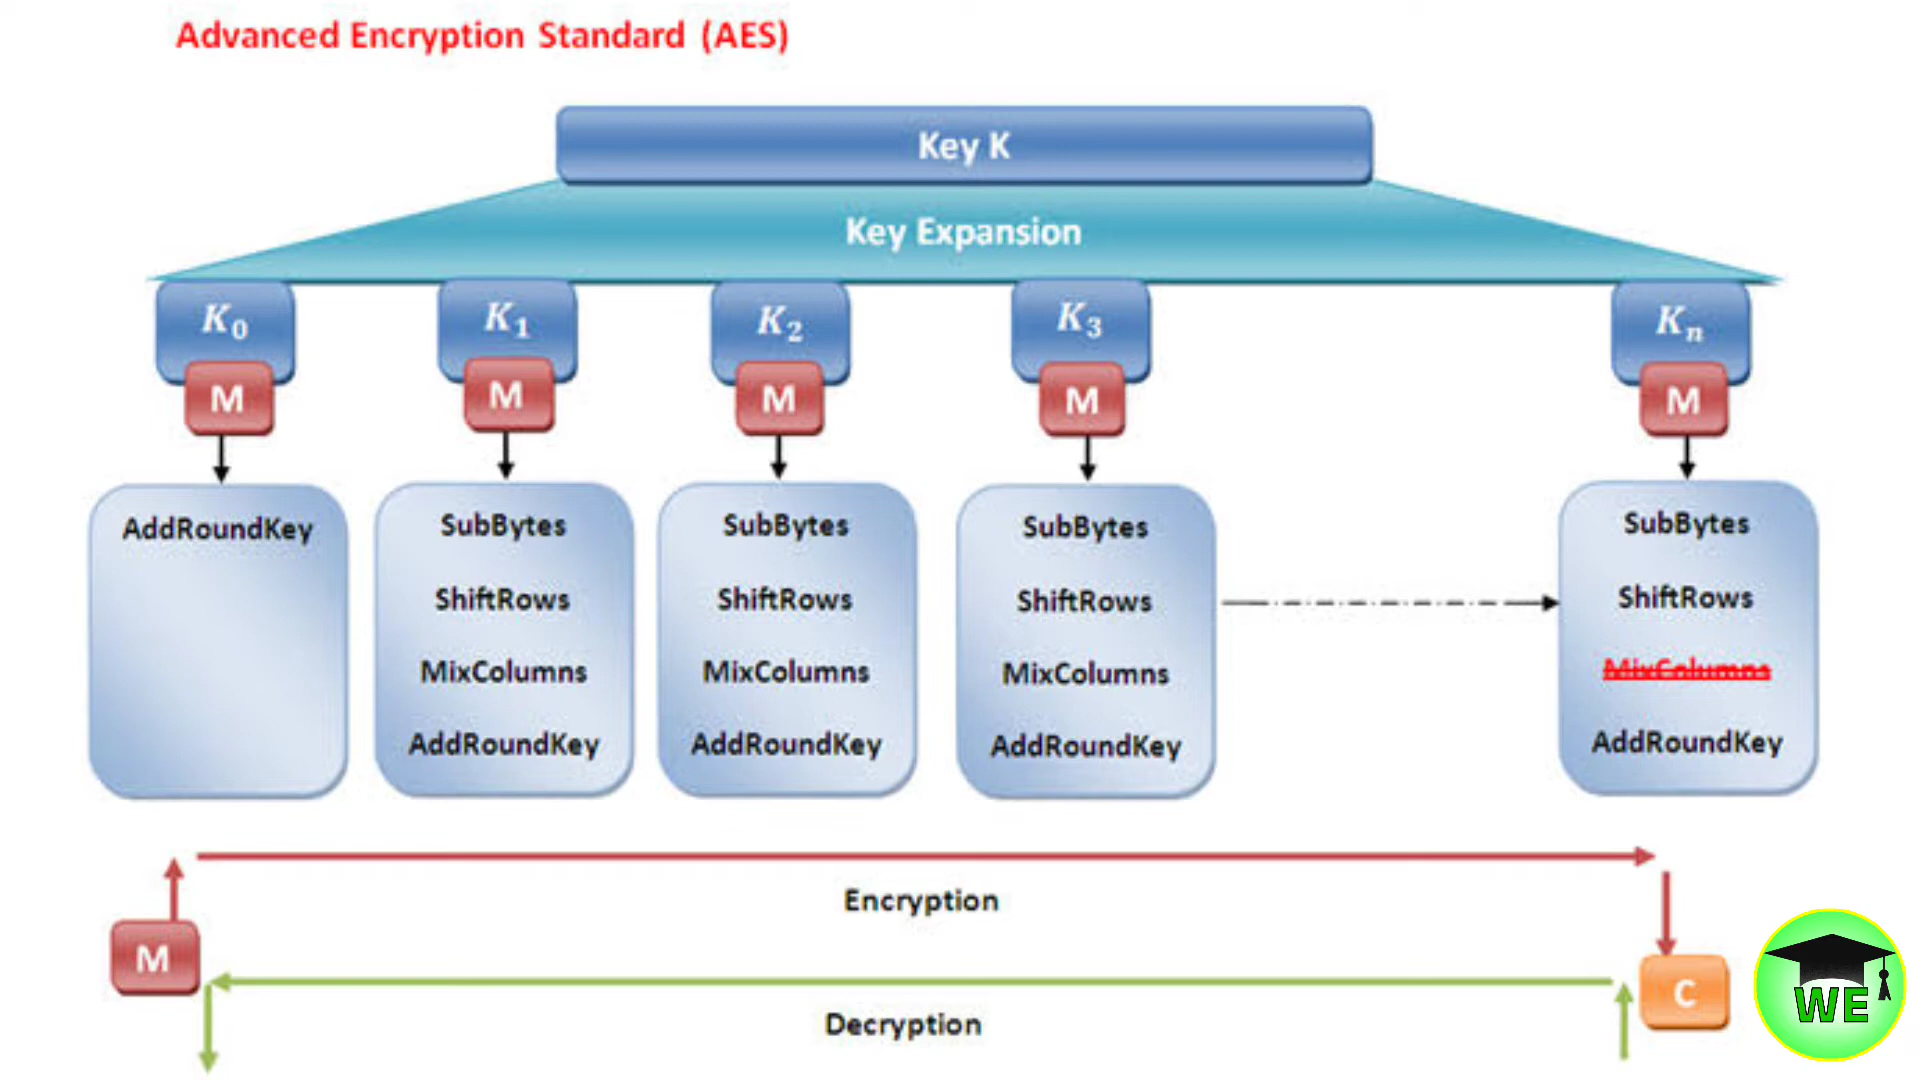 Advanced Encryption Standard (AES)
Key K
Key Expansion
K0 K1 K2 K3 Kn
M M M M M
AddRoundKey
SubBytes
ShiftRows
MixColumns
AddRoundKey
SubBytes
ShiftRows
MixColumns
AddRoundKey
SubBytes
ShiftRows
MixColumns
AddRoundKey
SubBytes
ShiftRows
MixColumns
AddRoundKey
Encryption
M
C
Decryption
WE